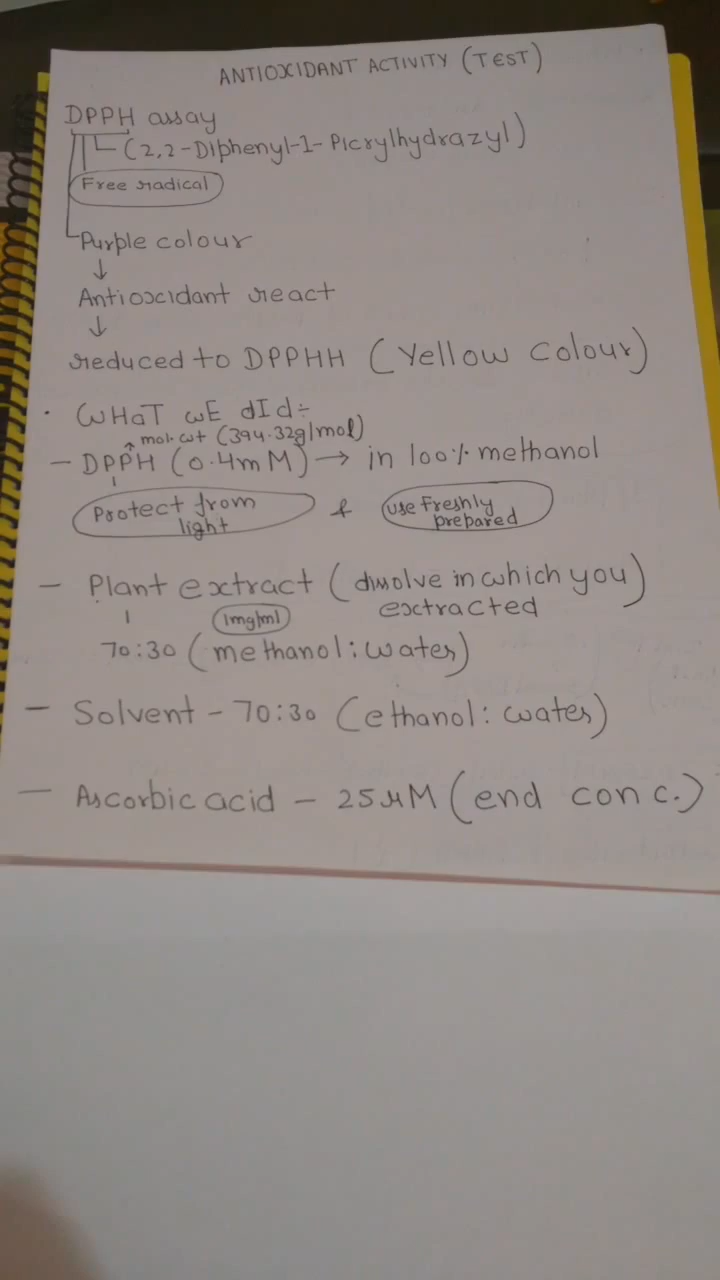 ANTIOXIDANT ACTIVITY (TEST)
DPPH assay
(2,2-Diphenyl-1-Picrylhydrazyl)
Free radical
Purple colour
↓
Antioxidant react
↓
reduced to DPPHH (Yellow colour)
· WHaT wE dId÷
↑ mol. wt (394.32g/mol)
- DPPH (0.4mM) → in 100% methanol
Protect from light & use Freshly prepared
- Plant extract (dissolve in which you extracted)
1mg/ml
70:30 (methanol:water)
- Solvent - 70:30 (ethanol: water)
- Ascorbic acid - 25µM (end conc.)